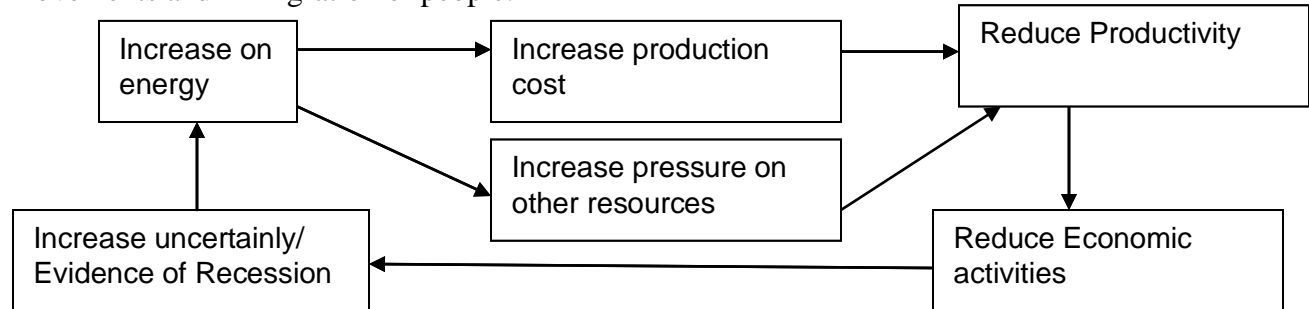 Increase on
energy
Increase production
cost
Reduce Productivity
Increase pressure on
other resources
Increase uncertainly/
Evidence of Recession
Reduce Economic
activities